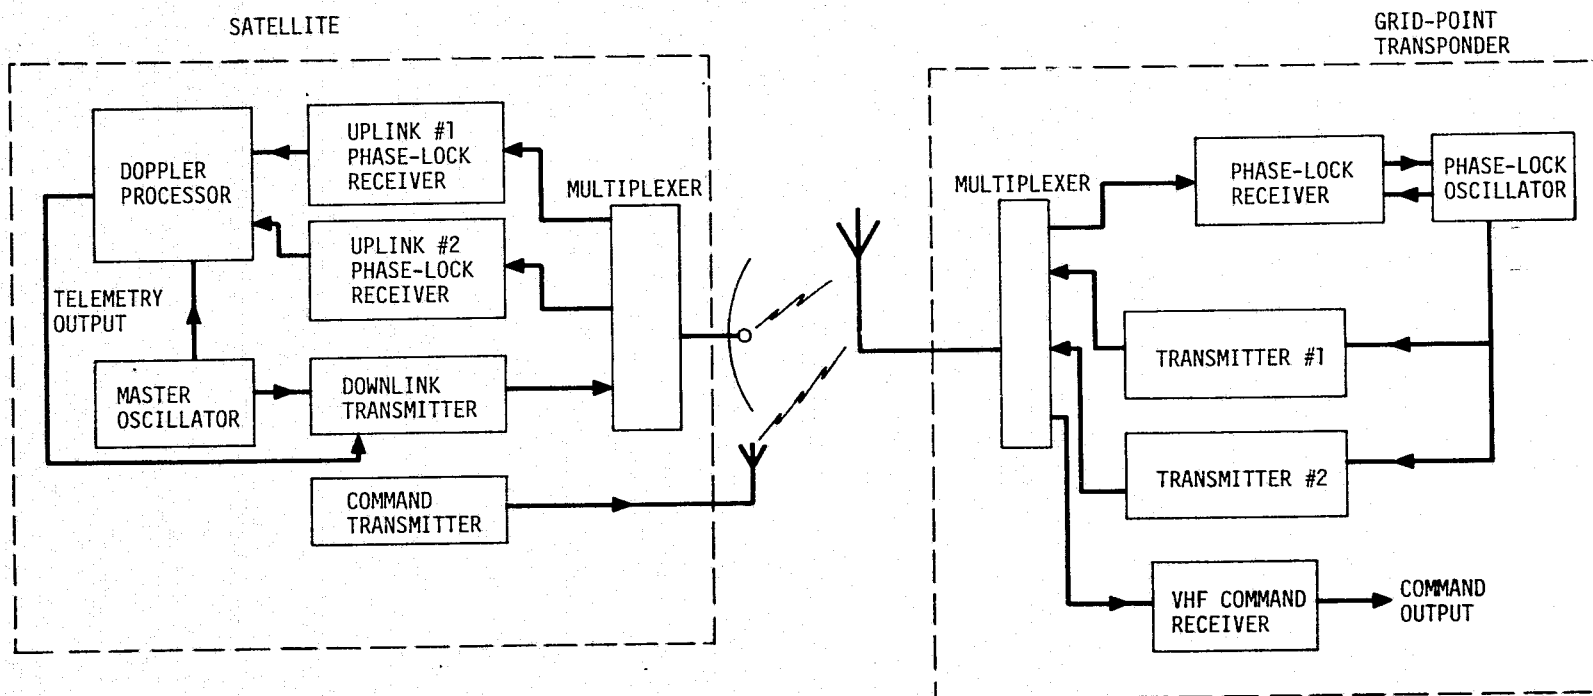 SATELLITE
DOPPLER
PROCESSOR
UPLINK #1
PHASE-LOCK
RECEIVER
MULTIPLEXER
UPLINK #2
PHASE-LOCK
RECEIVER
TELEMETRY
OUTPUT
MASTER
OSCILLATOR
DOWNLINK
TRANSMITTER
COMMAND
TRANSMITTER
GRID-POINT
TRANSPONDER
MULTIPLEXER
PHASE-LOCK
RECEIVER
PHASE-LOCK
OSCILLATOR
TRANSMITTER #1
TRANSMITTER #2
VHF COMMAND
RECEIVER
COMMAND
OUTPUT